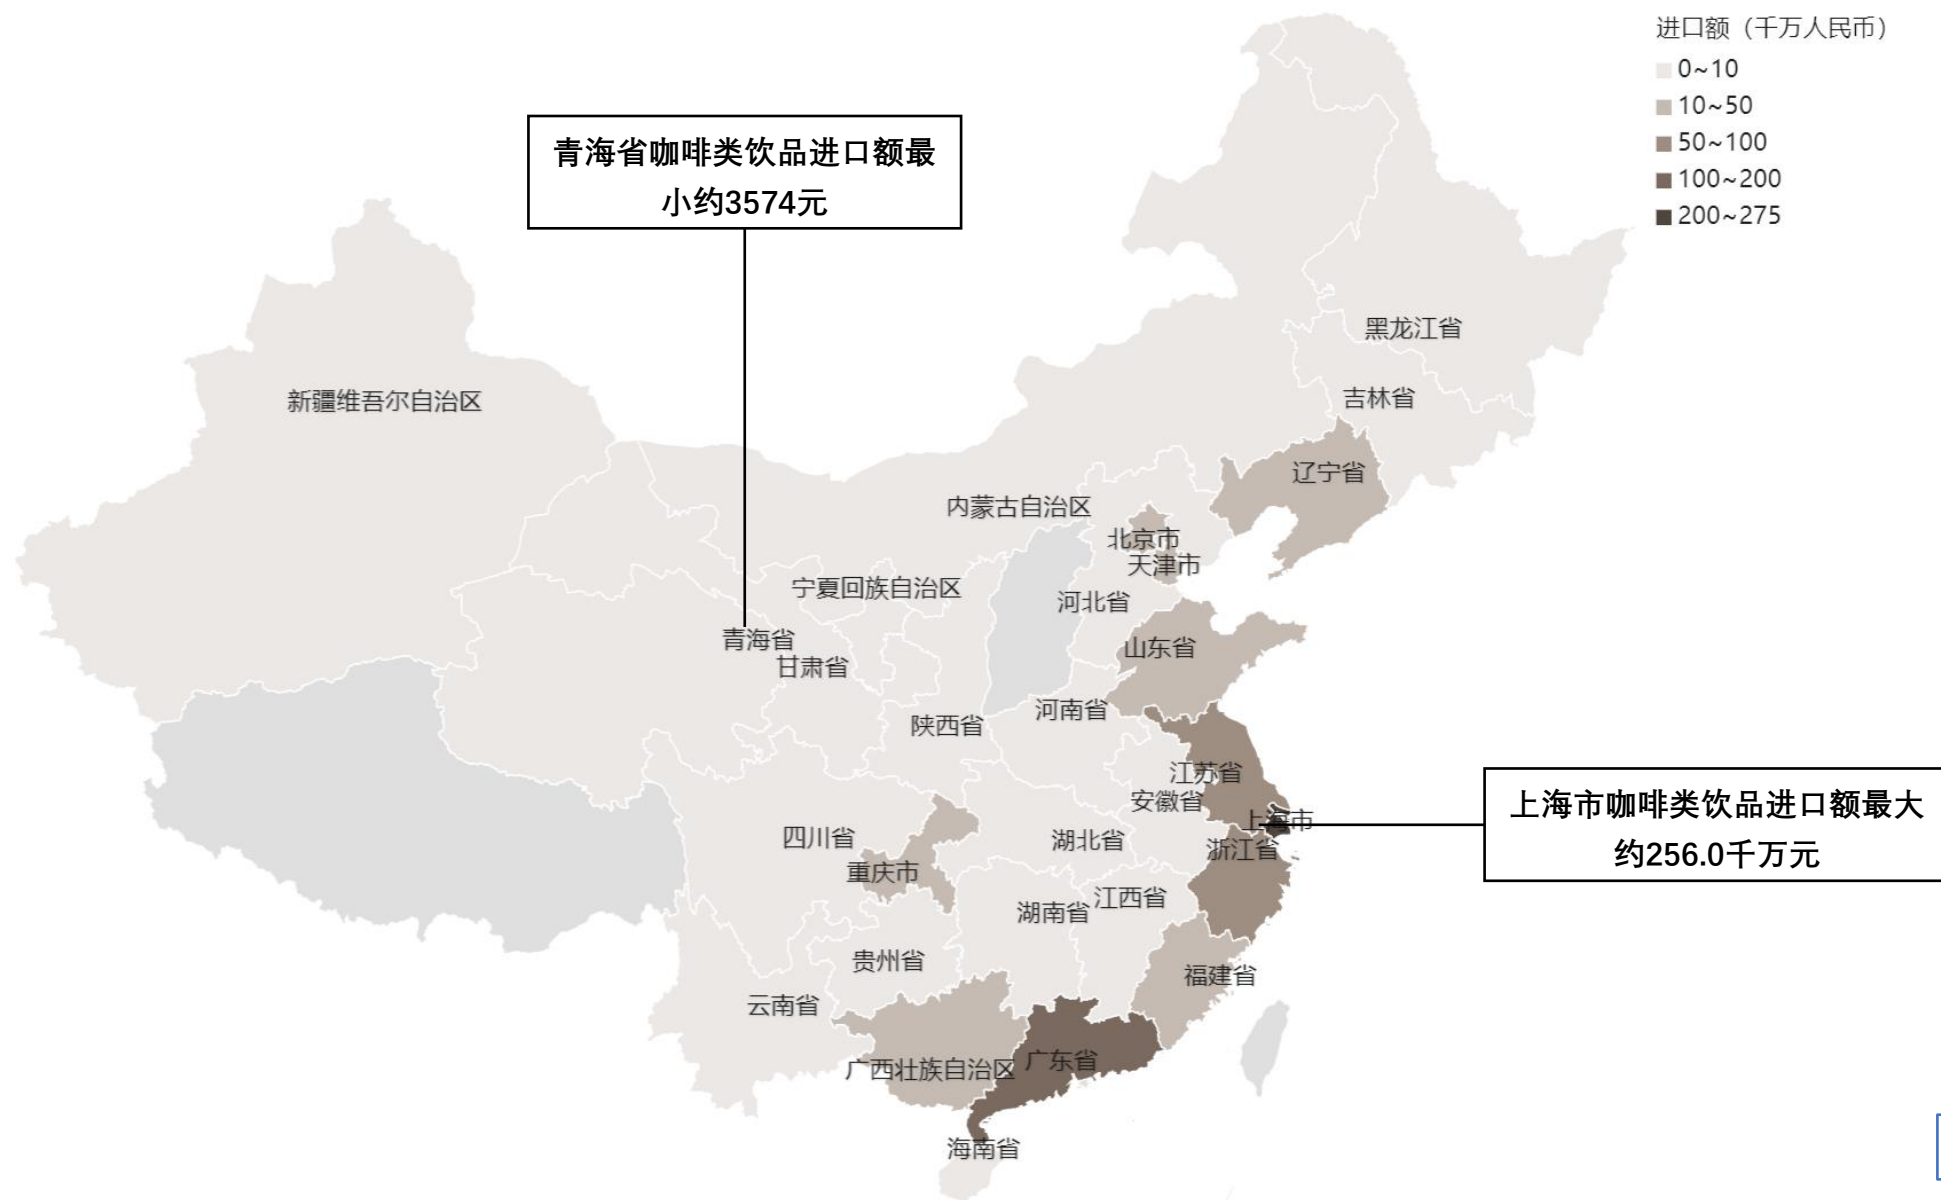 进口额（千万人民币）
0~10
10~50
50~100
100~200
200~275
青海省咖啡类饮品进口额最
小约3574元
黑龙江省
吉林省
新疆维吾尔自治区
辽宁省
内蒙古自治区
北京市
天津市
宁夏回族自治区
河北省
青海省
山东省
甘肃省
河南省
陕西省
江苏省
安徽省
上海市咖啡类饮品进口额最大
约256.0千万元
上海市
四川省
湖北省
浙江省
重庆市
江西省
湖南省
贵州省
福建省
云南省
广西壮族自治区
广东省
海南省